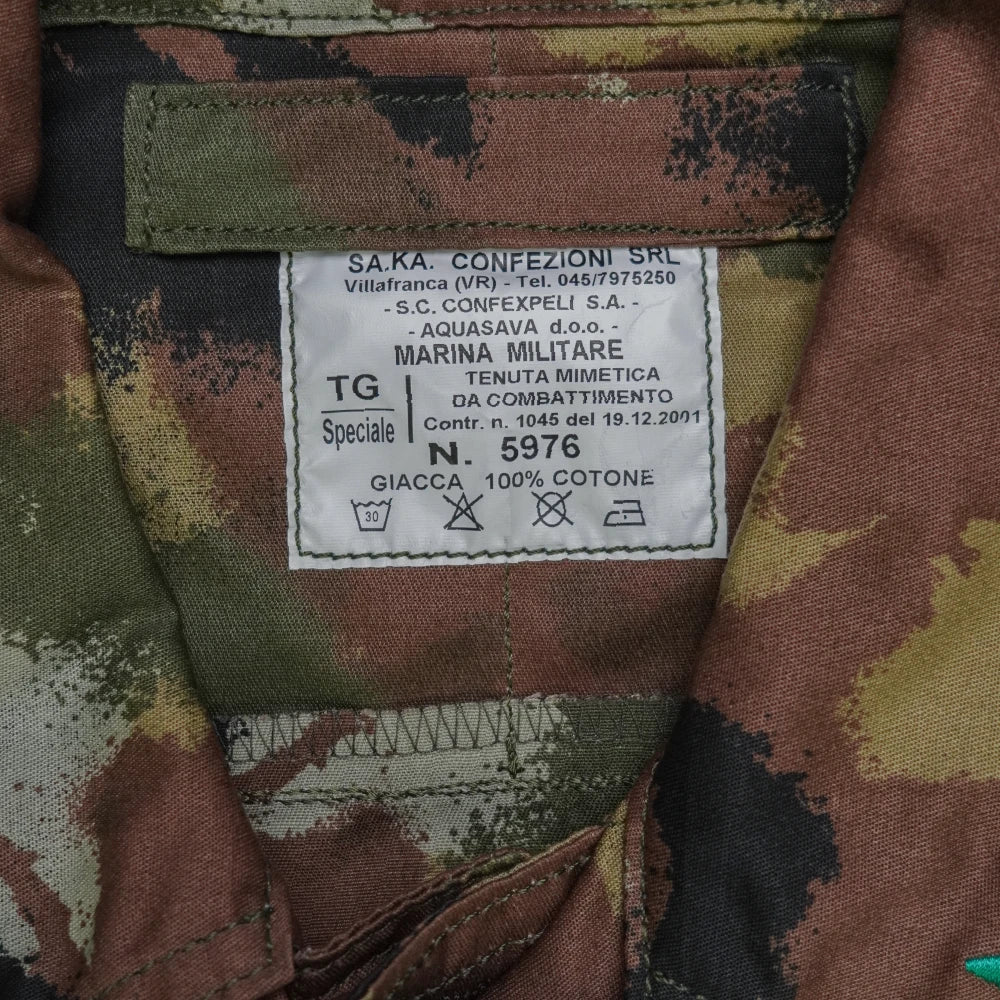 SA.KA. CONFEZIONI SRL
Villafranca (VR) - Tel. 045/7975250
- S.C. CONFEXPELI S.A. -
- AQUASAVA d.o.o. -
MARINA MILITARE
TG
Speciale
TENUTA MIMETICA
DA COMBATTIMENTO
Contr. n. 1045 del 19.12.2001
N. 5976
GIACCA 100% COTONE
30